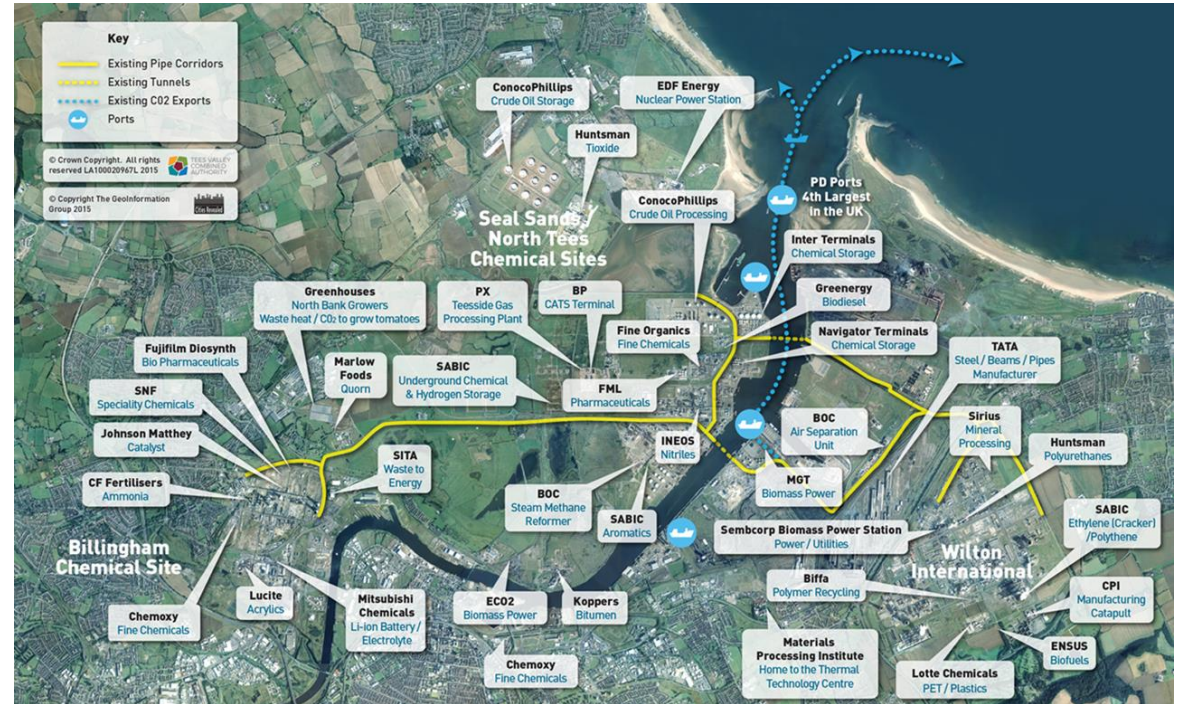 Key
Existing Pipe Corridors
Existing Tunnels
Existing C02 Exports
Ports
© Crown Copyright. All rights
reserved LA100020967L 2015
TEES VALLEY
COMBINED
AUTHORITY
© Copyright The GeoInformation
Group 2015
Cities Revealed
ConocoPhillips
Crude Oil Storage
EDF Energy
Nuclear Power Station
Huntsman
Tioxide
ConocoPhillips
Crude Oil Processing
PD Ports
4th Largest
in the UK
Seal Sands/
North Tees
Chemical Sites
Inter Terminals
Chemical Storage
Greenhouses
North Bank Growers
Waste heat / CO2 to grow tomatoes
PX
Teesside Gas
Processing Plant
BP
CATS Terminal
Greenergy
Biodiesel
Fine Organics
Fine Chemicals
Navigator Terminals
Chemical Storage
Fujifilm Diosynth
Bio Pharmaceuticals
Marlow
Foods
Quorn
SABIC
Underground Chemical
& Hydrogen Storage
FML
Pharmaceuticals
TATA
Steel / Beams / Pipes
Manufacturer
SNF
Speciality Chemicals
BOC
Air Separation
Unit
Sirius
Mineral
Processing
Johnson Matthey
Catalyst
INEOS
Nitriles
Huntsman
Polyurethanes
SITA
Waste to
Energy
CF Fertilisers
Ammonia
MGT
Biomass Power
BOC
Steam Methane
Reformer
SABIC
Aromatics
SABIC
Ethylene (Cracker)
/Polythene
Sembcorp Biomass Power Station
Power / Utilities
Billingham
Chemical Site
Wilton
International
Biffa
Polymer Recycling
CPI
Manufacturing
Catapult
Lucite
Acrylics
Mitsubishi
Chemicals
Li-ion Battery /
Electrolyte
ECO2
Biomass Power
Koppers
Bitumen
Chemoxy
Fine Chemicals
Materials
Processing Institute
Home to the Thermal
Technology Centre
ENSUS
Biofuels
Chemoxy
Fine Chemicals
Lotte Chemicals
PET / Plastics